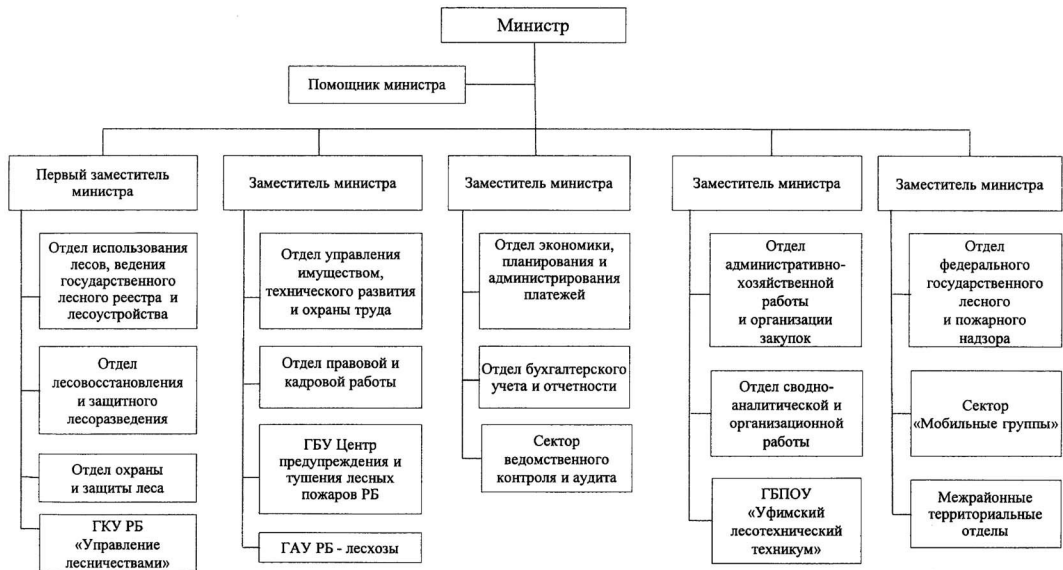 Министр
Помощник министра
Первый заместитель
министра
Отдел использования
лесов, ведения
государственного
лесного реестра и
лесоустройства
Отдел
лесовосстановления
и защитного
лесоразведения
Отдел охраны
и защиты леса
ГКУ РБ
«Управление
лесничествами»
Заместитель министра
Отдел управления
имуществом,
технического развития
и охраны труда
Отдел правовой и
кадровой работы
ГБУ Центр
предупреждения и
тушения лесных
пожаров РБ
ГАУ РБ - лесхозы
Заместитель министра
Отдел экономики,
планирования и
администрирования
платежей
Отдел бухгалтерского
учета и отчетности
Сектор
ведомственного
контроля и аудита
Заместитель министра
Отдел
административно-
хозяйственной
работы
и организации
закупок
Отдел сводно-
аналитической и
организационной
работы
ГБПОУ
«Уфимский
лесотехнический
техникум»
Заместитель министра
Отдел
федерального
государственного
лесного
и пожарного
надзора
Сектор
«Мобильные группы»
Межрайонные
территориальные
отделы